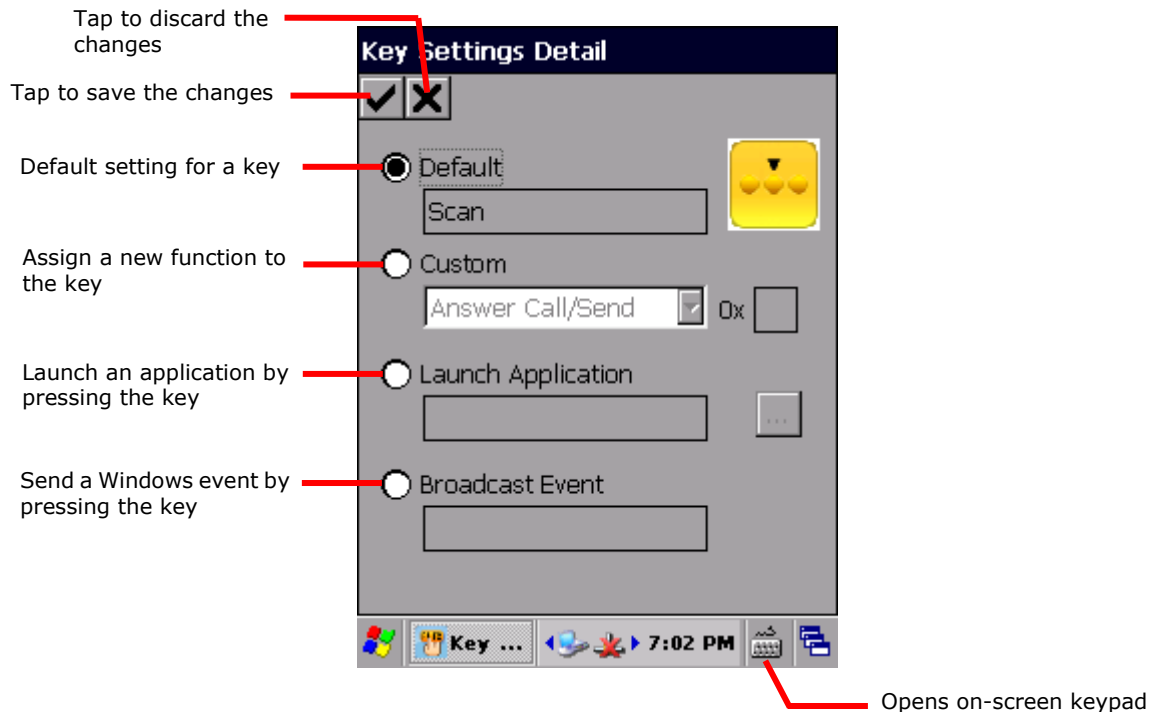 Tap to discard the
changes
Key Settings Detail
Tap to save the changes
Default setting for a key
Default
Scan
Assign a new function to
the key
Custom
Answer Call/Send
0x
Launch an application by
pressing the key
Launch Application
...
Send a Windows event by
pressing the key
Broadcast Event
Key ...
7:02 PM
Opens on-screen keypad